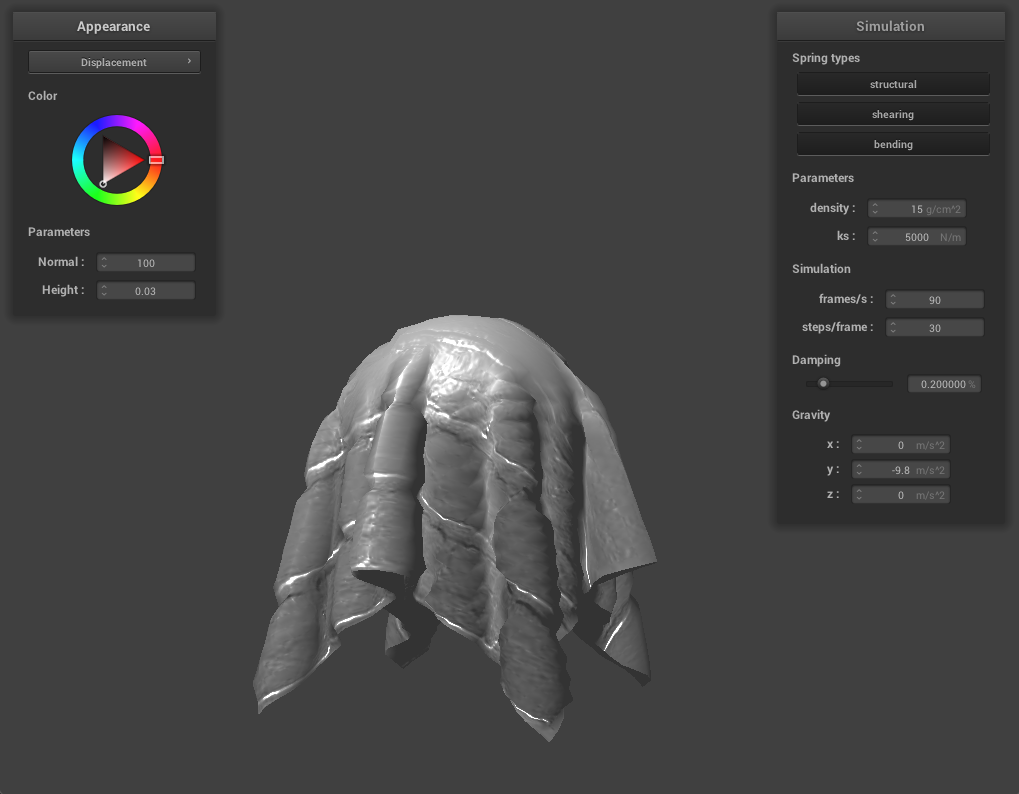 Appearance
Displacement
Color
Parameters
Normal : 100
Height : 0.03
Simulation
Spring types
structural
shearing
bending
Parameters
density : 15 g/cm^2
ks : 5000 N/m
Simulation
frames/s : 90
steps/frame : 30
Damping
0.200000 %
Gravity
x : 0 m/s^2
y : -9.8 m/s^2
z : 0 m/s^2